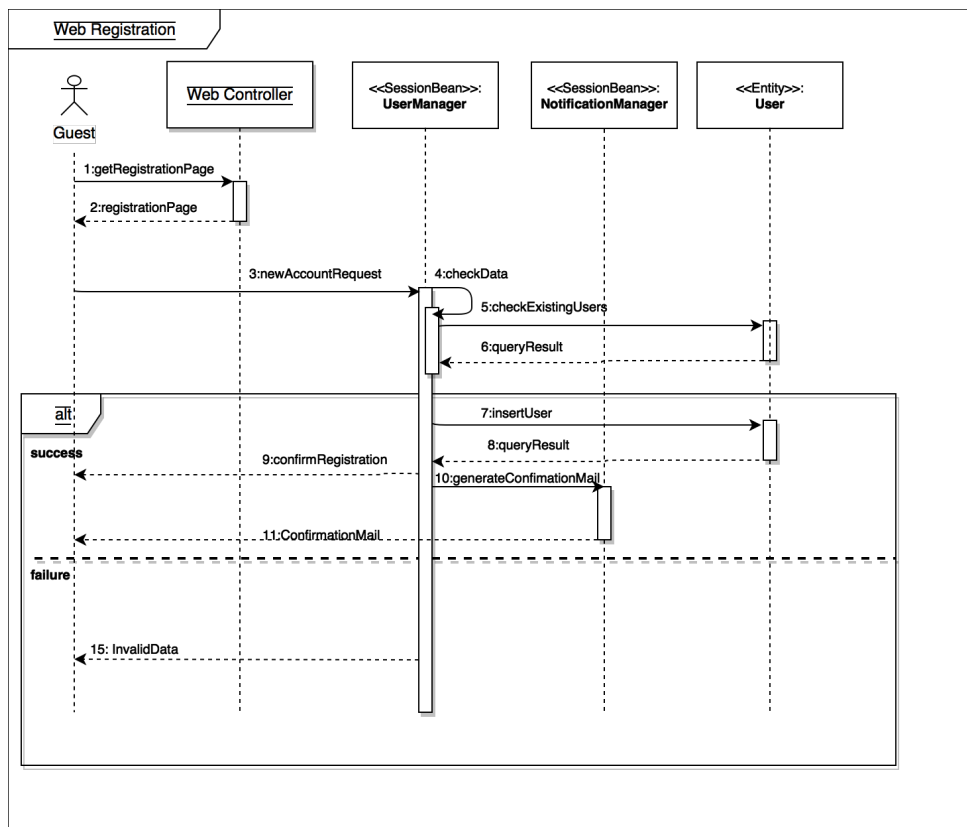 Web Registration
Web Controller
<<SessionBean>>:
UserManager
<<SessionBean>>:
NotificationManager
<<Entity>>:
User
Guest
1:getRegistrationPage
2:registrationPage
3:newAccountRequest
4:checkData
5:checkExistingUsers
6:queryResult
alt
7:insertUser
success
8:queryResult
9:confirmRegistration
10:generateConfimationMail
11:ConfirmationMail
failure
15: InvalidData